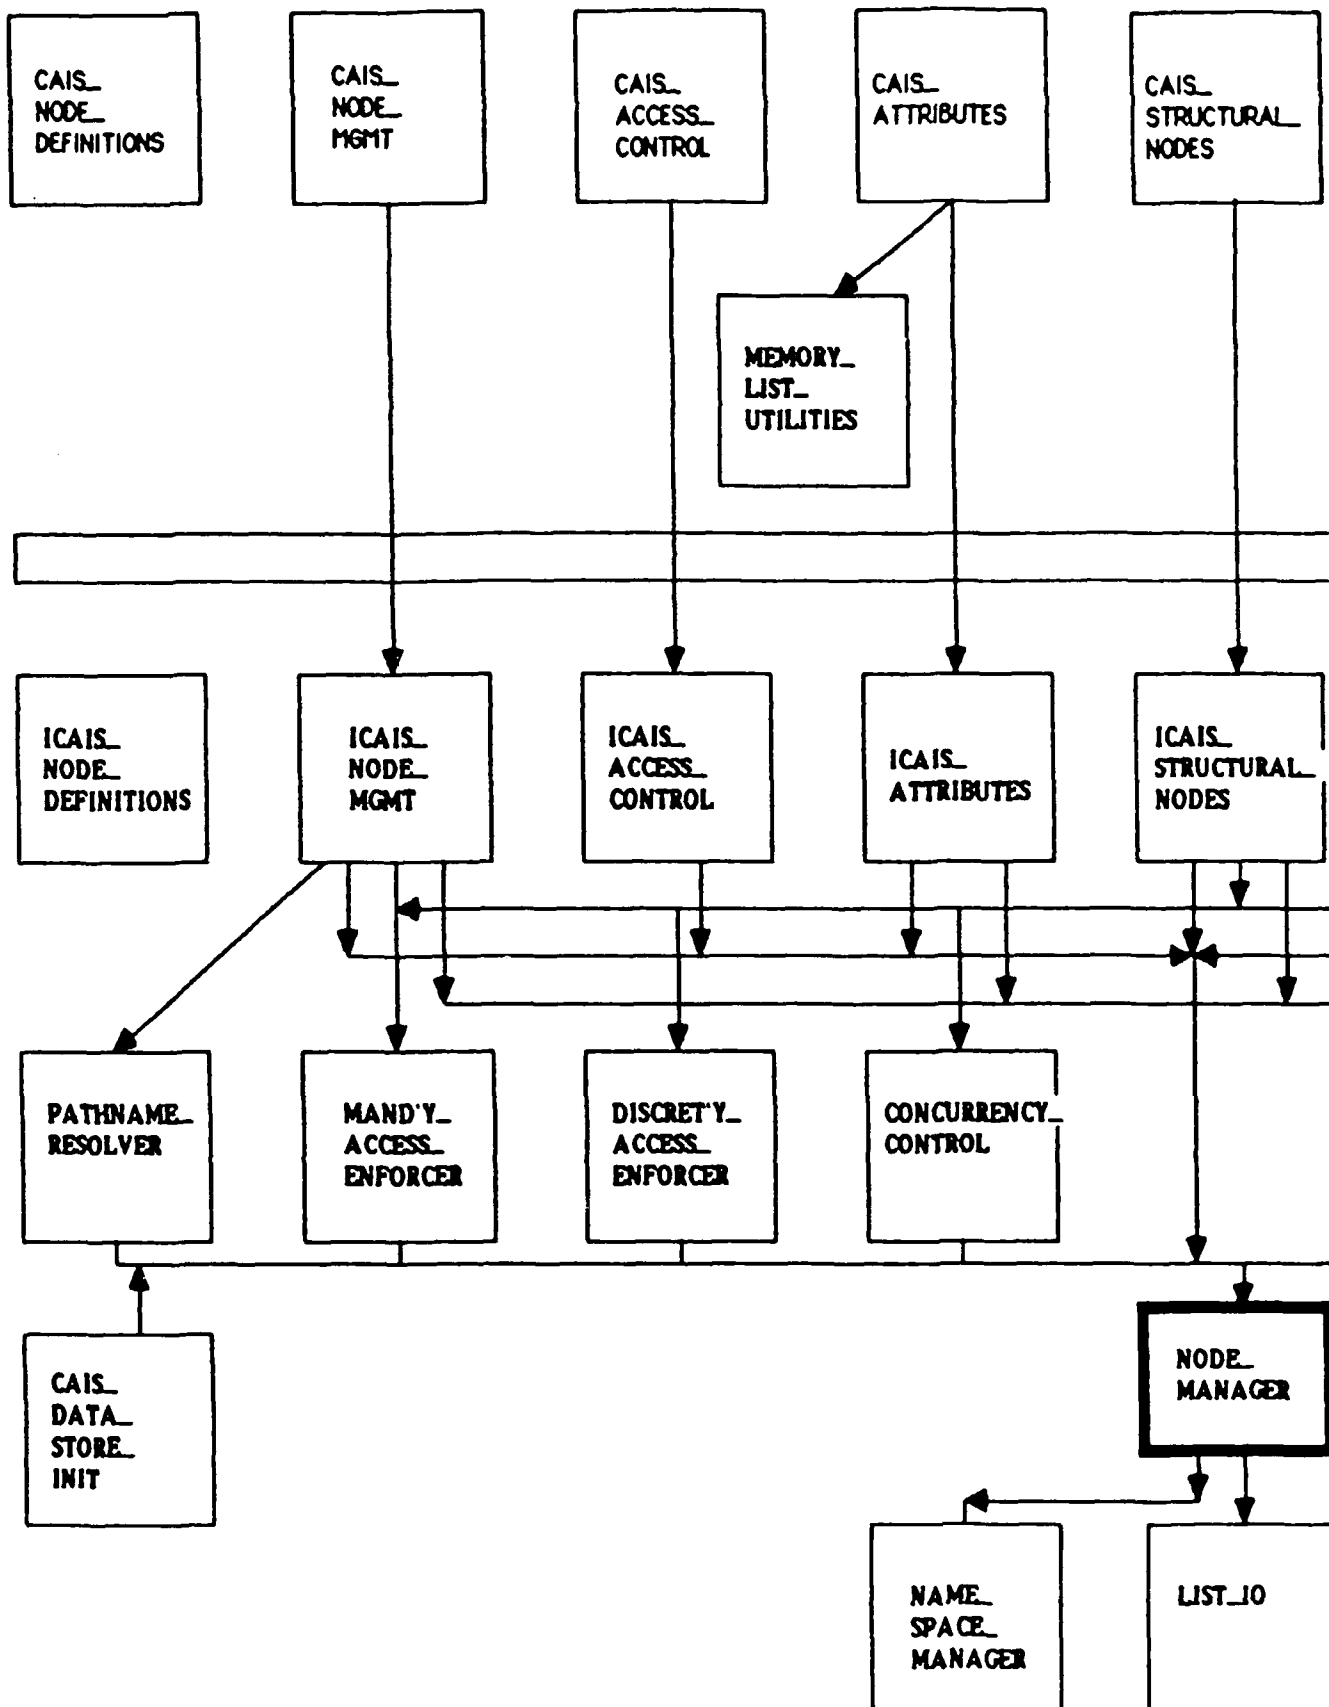 CAIS_
NODE_
DEFINITIONS
CAIS_
NODE_
MGMT
CAIS_
ACCESS_
CONTROL
CAIS_
ATTRIBUTES
CAIS_
STRUCTURAL_
NODES
MEMORY_
LIST_
UTILITIES
ICAIS_
NODE_
DEFINITIONS
ICAIS_
NODE_
MGMT
ICAIS_
ACCESS_
CONTROL
ICAIS_
ATTRIBUTES
ICAIS_
STRUCTURAL_
NODES
PATHNAME_
RESOLVER
MAND'Y_
ACCESS_
ENFORCER
DISCRET'Y_
ACCESS_
ENFORCER
CONCURRENCY_
CONTROL
CAIS_
DATA_
STORE_
INIT
NODE_
MANAGER
NAME_
SPACE_
MANAGER
LIST_IO